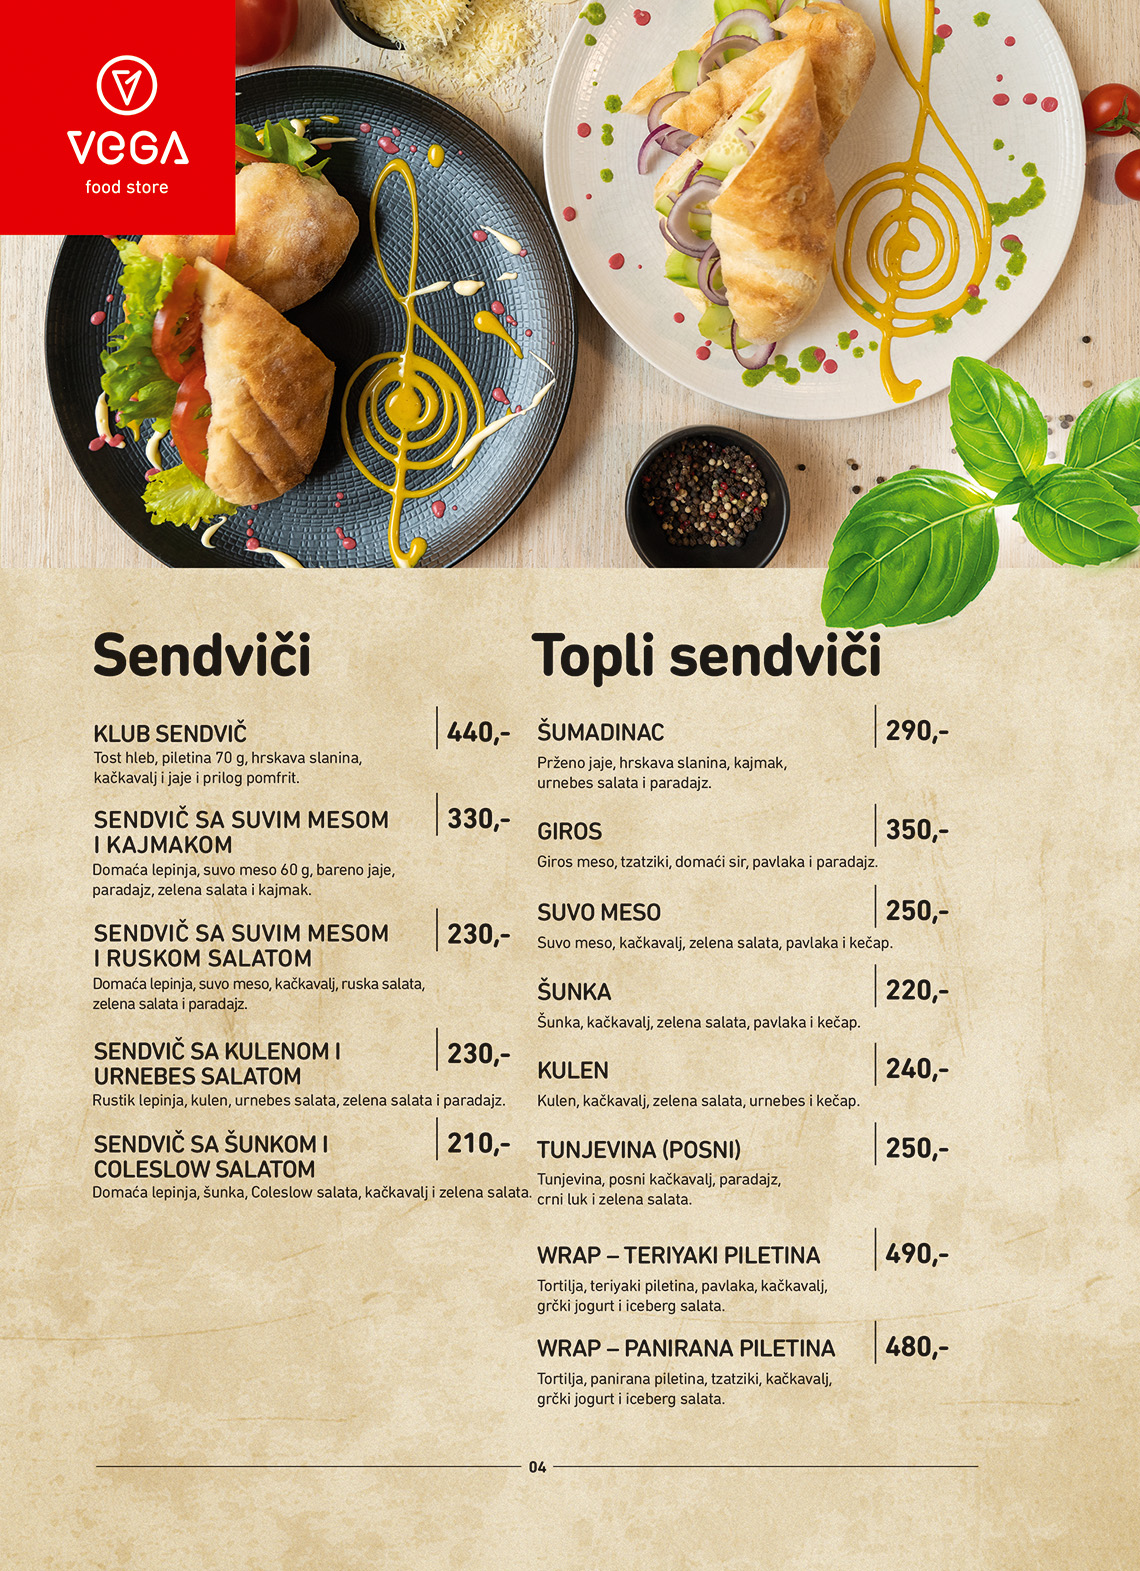 VEGA
food store
Sendviči
KLUB SENDVIČ
440,-
Tost hleb, piletina 70 g, hrskava slanina,
kačkavalj i jaje i prilog pomfrit.
SENDVIČ SA SUVIM MESOM
I KAJMAKOM
330,-
Domaća lepinja, suvo meso 60 g, bareno jaje,
paradajz, zelena salata i kajmak.
SENDVIČ SA SUVIM MESOM
I RUSKOM SALATOM
230,-
Domaća lepinja, suvo meso, kačkavalj, ruska salata,
zelena salata i paradajz.
SENDVIČ SA KULENOM I
URNEBES SALATOM
230,-
Rustik lepinja, kulen, urnebes salata, zelena salata i paradajz.
SENDVIČ SA ŠUNKOM I
COLESLOW SALATOM
210,-
Domaća lepinja, šunka, Coleslow salata, kačkavalj i zelena salata.
Topli sendviči
ŠUMADINAC
290,-
Prženo jaje, hrskava slanina, kajmak,
urnebes salata i paradajz.
GIROS
350,-
Giros meso, tzatziki, domaći sir, pavlaka i paradajz.
SUVO MESO
250,-
Suvo meso, kačkavalj, zelena salata, pavlaka i kečap.
ŠUNKA
220,-
Šunka, kačkavalj, zelena salata, pavlaka i kečap.
KULEN
240,-
Kulen, kačkavalj, zelena salata, urnebes i kečap.
TUNJEVINA (POSNI)
250,-
Tunjevina, posni kačkavalj, paradajz,
crni luk i zelena salata.
WRAP – TERIYAKI PILETINA
490,-
Tortilja, teriyaki piletina, pavlaka, kačkavalj,
grčki jogurt i iceberg salata.
WRAP – PANIRANA PILETINA
480,-
Tortilja, panirana piletina, tzatziki, kačkavalj,
grčki jogurt i iceberg salata.
04